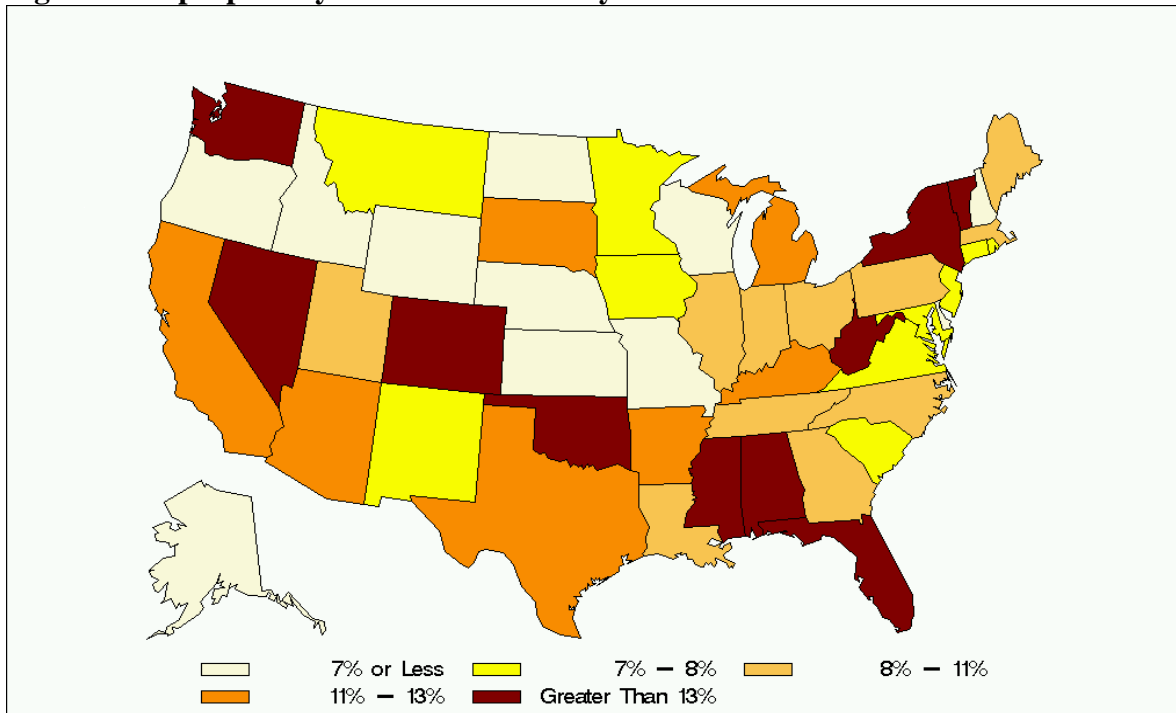 7% or Less 7% – 8% 8% – 11%
11% – 13% Greater Than 13%